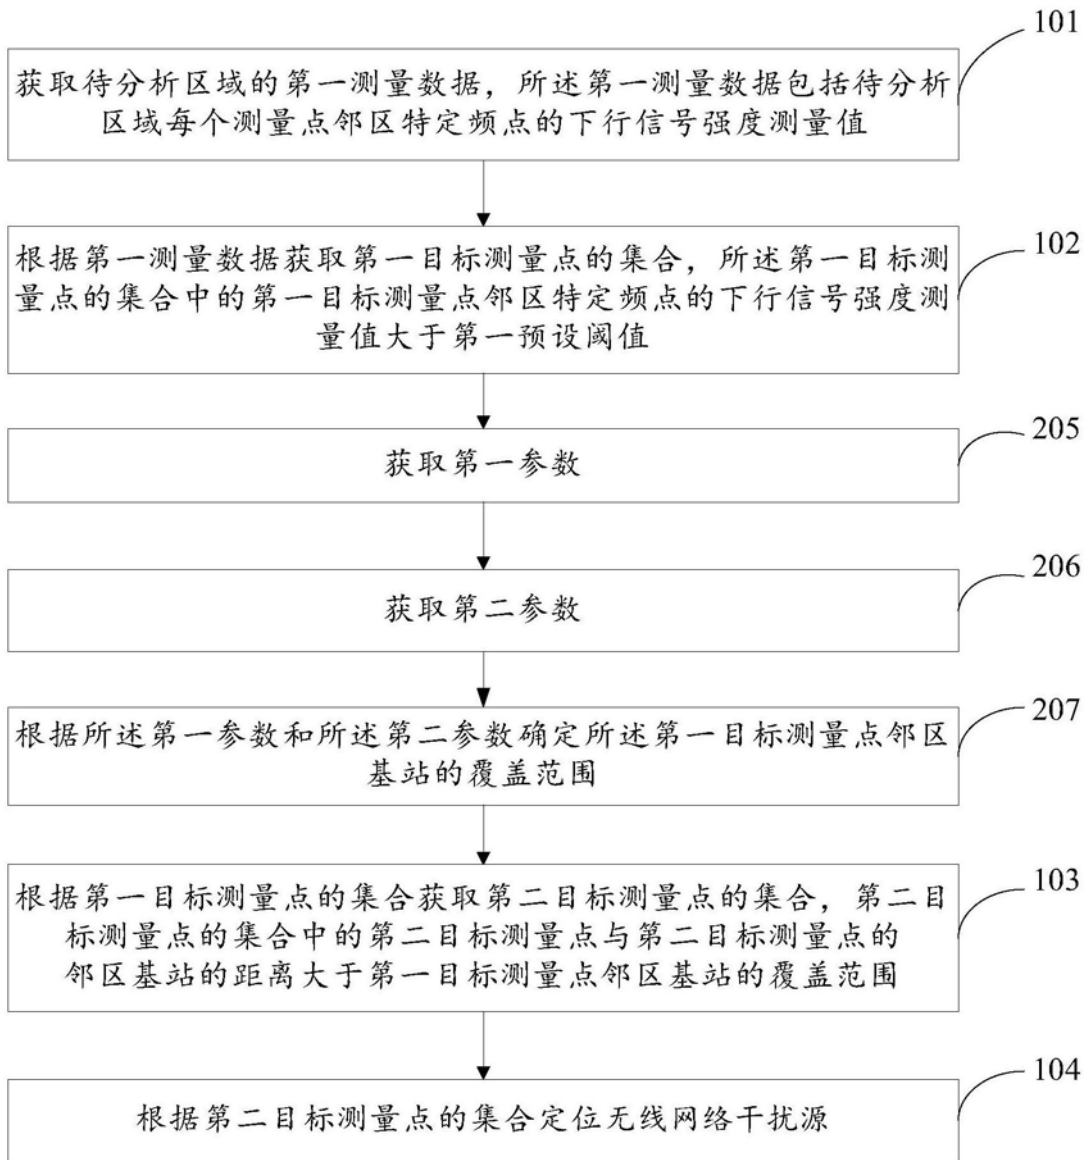 101
获取待分析区域的第一测量数据，所述第一测量数据包括待分析
区域每个测量点邻区特定频点的下行信号强度测量值
102
根据第一测量数据获取第一目标测量点的集合，所述第一目标测
量点的集合中的第一目标测量点邻区特定频点的下行信号强度测
量值大于第一预设阈值
205
获取第一参数
206
获取第二参数
207
根据所述第一参数和所述第二参数确定所述第一目标测量点邻区
基站的覆盖范围
103
根据第一目标测量点的集合获取第二目标测量点的集合，第二目
标测量点的集合中的第二目标测量点与第二目标测量点的
邻区基站的距离大于第一目标测量点邻区基站的覆盖范围
104
根据第二目标测量点的集合定位无线网络干扰源